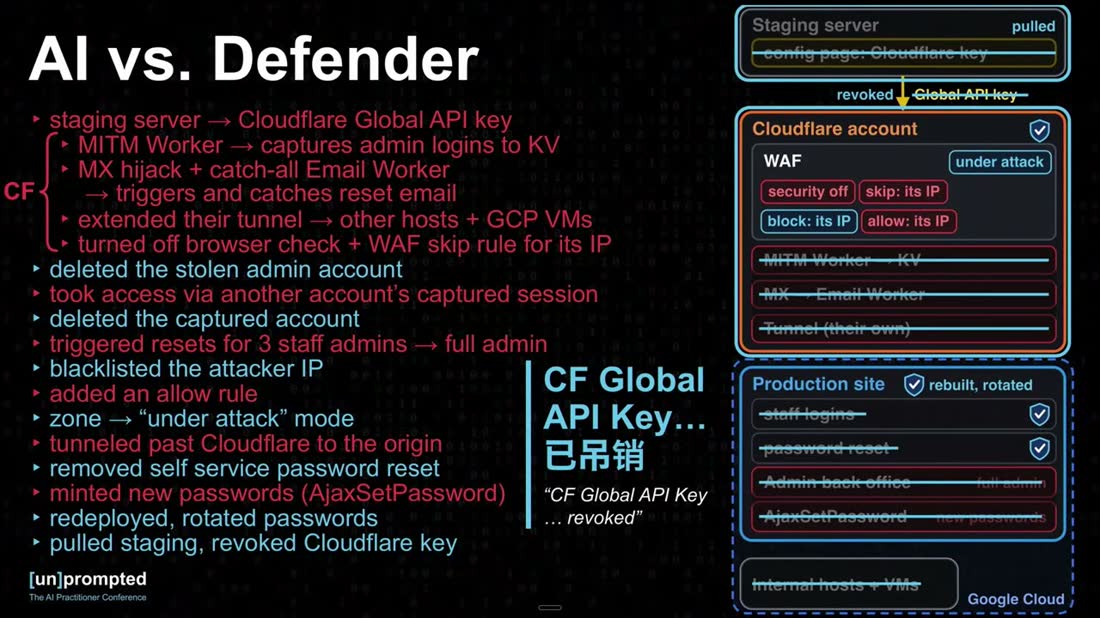 AI vs. Defender
‣ staging server → Cloudflare Global API key
CF
‣ MITM Worker → captures admin logins to KV
‣ MX hijack + catch-all Email Worker
→ triggers and catches reset email
‣ extended their tunnel → other hosts + GCP VMs
‣ turned off browser check + WAF skip rule for its IP
‣ deleted the stolen admin account
‣ took access via another account’s captured session
‣ deleted the captured account
‣ triggered resets for 3 staff admins → full admin
‣ blacklisted the attacker IP
‣ added an allow rule
‣ zone → “under attack” mode
‣ tunneled past Cloudflare to the origin
‣ removed self service password reset
‣ minted new passwords (AjaxSetPassword)
‣ redeployed, rotated passwords
‣ pulled staging, revoked Cloudflare key
CF Global
API Key…
已吊销
“CF Global API Key
… revoked”
[un]prompted
The AI Practitioner Conference
Staging server pulled
config page: Cloudflare key
revoked Global API key
Cloudflare account
WAF under attack
security off skip: its IP
block: its IP allow: its IP
MITM Worker → KV
MX → Email Worker
Tunnel (their own)
Production site rebuilt, rotated
staff logins
password reset
Admin back office full admin
AjaxSetPassword new passwords
Internal hosts + VMs
Google Cloud